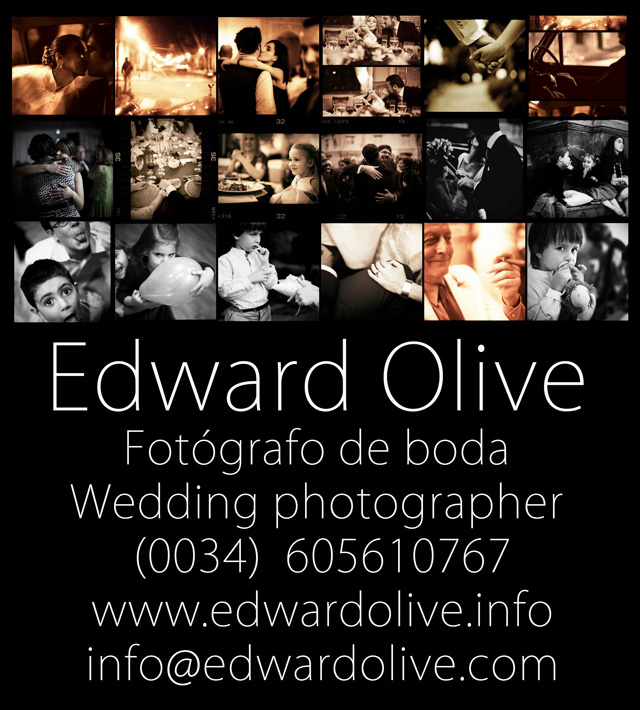 Edward Olive
Fotógrafo de boda
Wedding photographer
(0034) 605610767
www.edwardolive.info
info@edwardolive.com